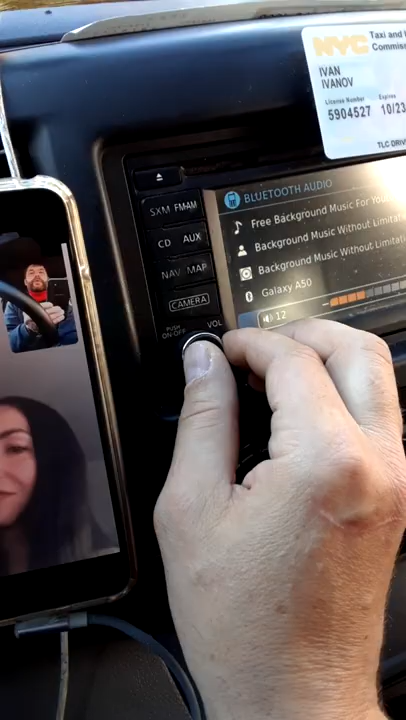 NYC Taxi and
Commiss
IVAN
IVANOV
License Number
Expires
5904527
10/23
TLC DRIV
SXM FM·AM
CD AUX
NAV MAP
CAMERA
PUSH
ON·OFF
VOL
BLUETOOTH AUDIO
Free Background Music For You
Background Music Without Limitat
Background Music Without Limitati
Galaxy A50
12